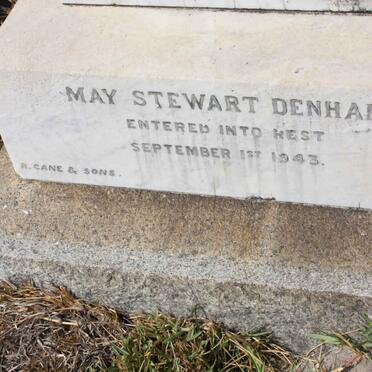 MAY STEWART DENHA
ENTERED INTO REST
SEPTEMBER 1ST 1943.
R. CANE & SONS.